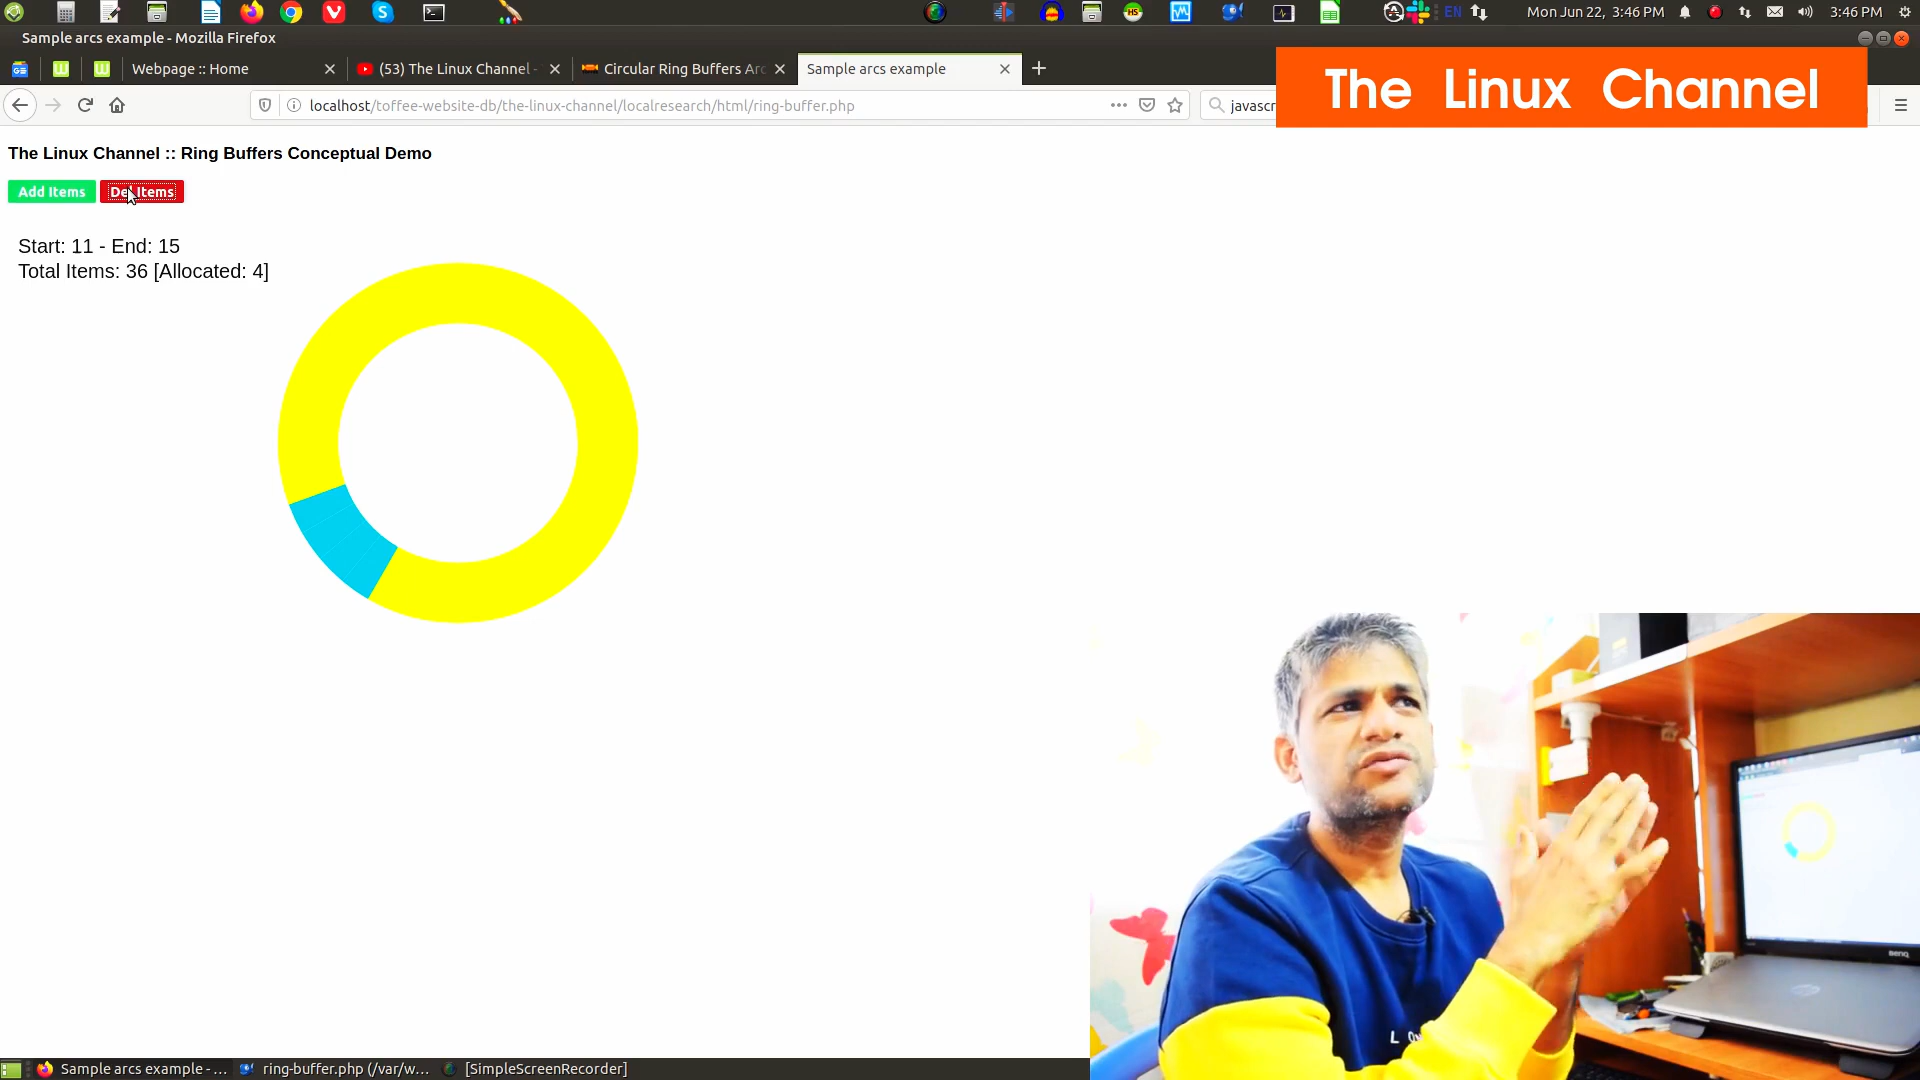 EN
Mon Jun 22, 3:46 PM
3:46 PM
Sample arcs example - Mozilla Firefox
Webpage :: Home
(53) The Linux Channel -
Circular Ring Buffers Arc
Sample arcs example
localhost/toffee-website-db/the-linux-channel/localresearch/html/ring-buffer.php
javascr
The Linux Channel
The Linux Channel :: Ring Buffers Conceptual Demo
Add Items
Del Items
Start: 11 - End: 15
Total Items: 36 [Allocated: 4]
BenQ
Sample arcs example - ...
ring-buffer.php (/var/w...
[SimpleScreenRecorder]